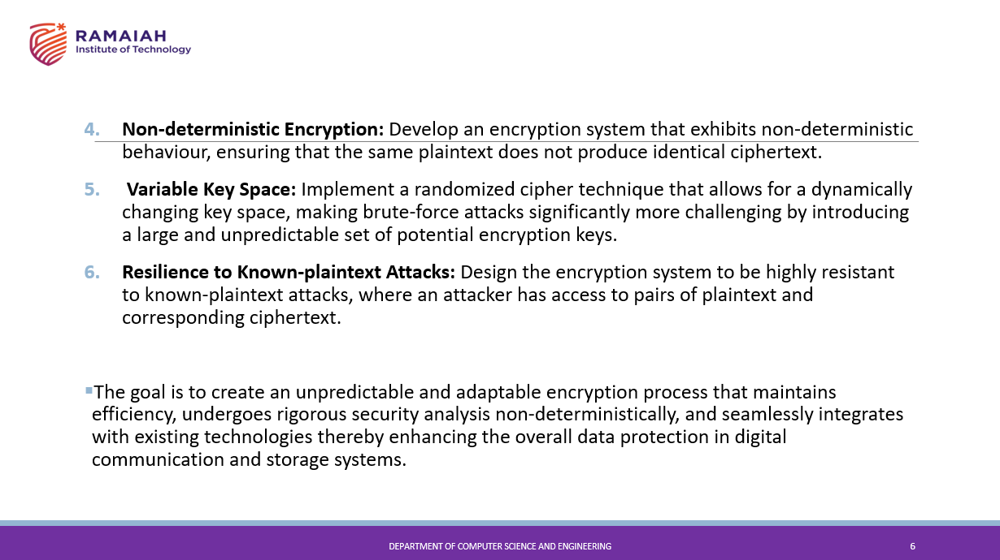 RAMAIAH
Institute of Technology
4. Non-deterministic Encryption: Develop an encryption system that exhibits non-deterministic
behaviour, ensuring that the same plaintext does not produce identical ciphertext.
5. Variable Key Space: Implement a randomized cipher technique that allows for a dynamically
changing key space, making brute-force attacks significantly more challenging by introducing
a large and unpredictable set of potential encryption keys.
6. Resilience to Known-plaintext Attacks: Design the encryption system to be highly resistant
to known-plaintext attacks, where an attacker has access to pairs of plaintext and
corresponding ciphertext.
▪The goal is to create an unpredictable and adaptable encryption process that maintains
efficiency, undergoes rigorous security analysis non-deterministically, and seamlessly integrates
with existing technologies thereby enhancing the overall data protection in digital
communication and storage systems.
DEPARTMENT OF COMPUTER SCIENCE AND ENGINEERING
6